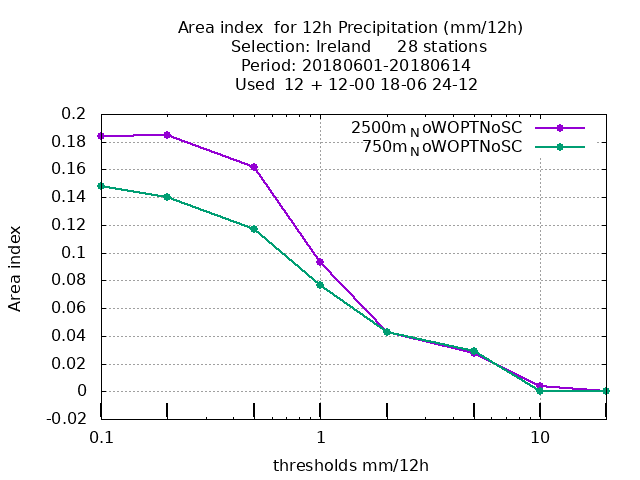 Area index  for 12h Precipitation (mm/12h)
Selection: Ireland     28 stations
Period: 20180601-20180614
Used  12 + 12-00 18-06 24-12
2500m_NoWOPTNoSC
750m_NoWOPTNoSC
0.2
0.18
0.16
0.14
0.12
0.1
0.08
0.06
0.04
0.02
0
-0.02
Area index
0.1
1
10
thresholds mm/12h